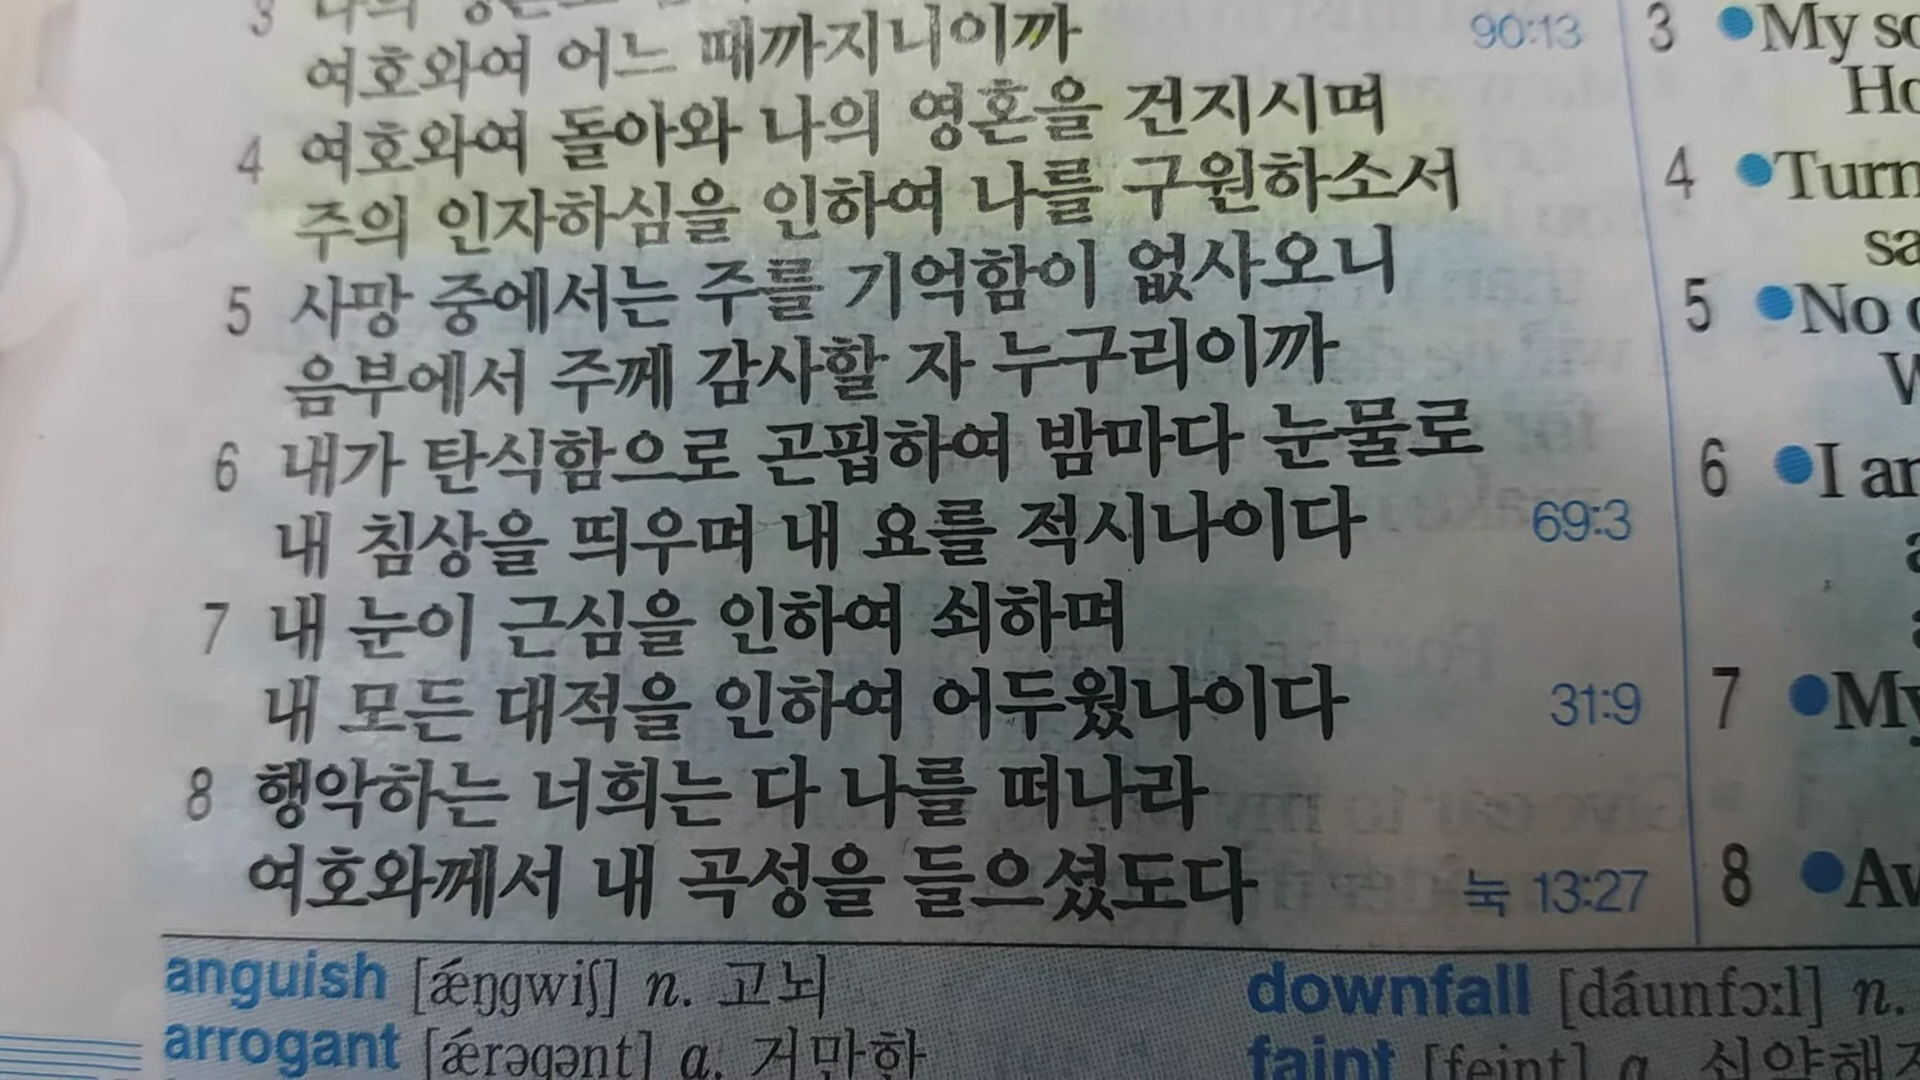 3
여호와여 어느 때까지니이까 90:13
4 여호와여 돌아와 나의 영혼을 건지시며
주의 인자하심을 인하여 나를 구원하소서
5 사망 중에서는 주를 기억함이 없사오니
음부에서 주께 감사할 자 누구리이까
6 내가 탄식함으로 곤핍하여 밤마다 눈물로
내 침상을 띄우며 내 요를 적시나이다 69:3
7 내 눈이 근심을 인하여 쇠하며
내 모든 대적을 인하여 어두웠나이다 31:9
8 행악하는 너희는 다 나를 떠나라
여호와께서 내 곡성을 들으셨도다 눅 13:27
3 ●My
4 ●Turn
5 ●No
6 ●I
7 ●My
8
anguish [ǽŋgwiʃ] n. 고뇌
arrogant [ǽrəgənt] a. 거만한
downfall [dáunfɔ:l] n.
faint [feint] a.